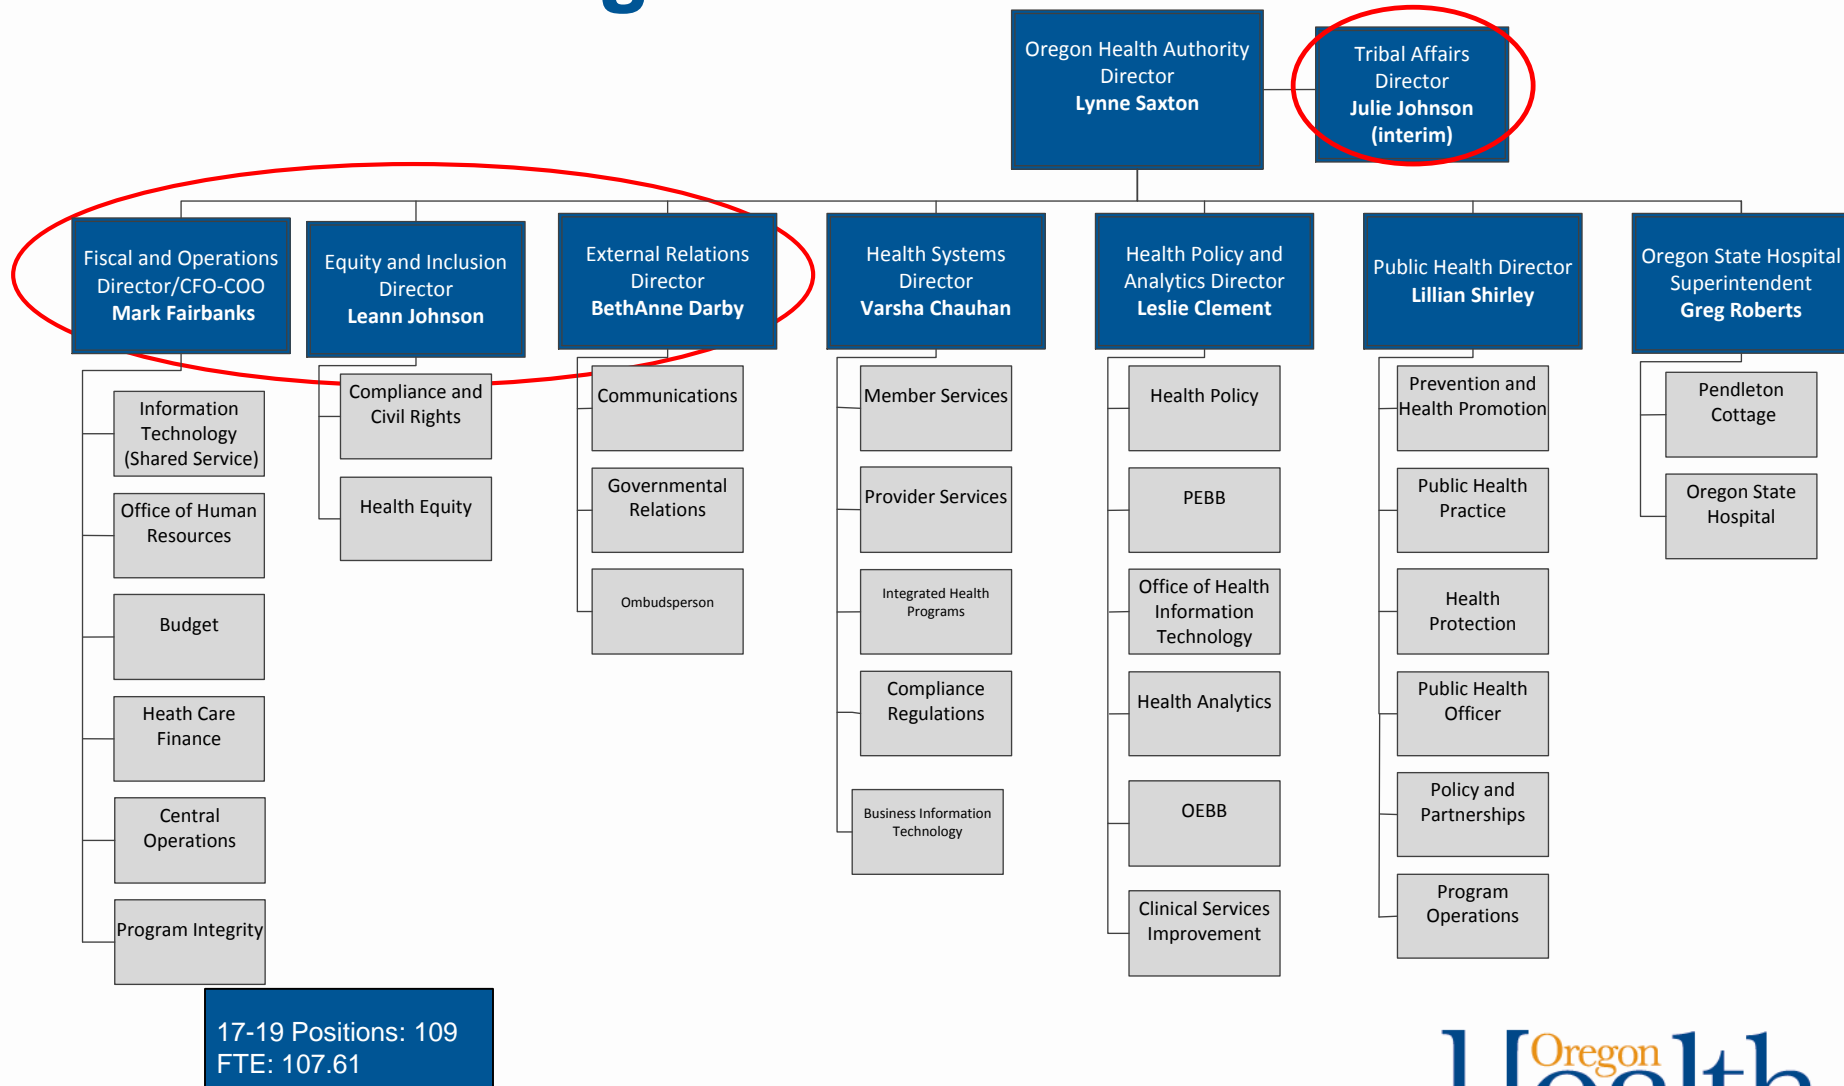 g
Oregon Health Authority
Director
Lynne Saxton
Tribal Affairs
Director
Julie Johnson
(interim)
Fiscal and Operations
Director/CFO-COO
Mark Fairbanks
Equity and Inclusion
Director
Leann Johnson
External Relations
Director
BethAnne Darby
Health Systems
Director
Varsha Chauhan
Health Policy and
Analytics Director
Leslie Clement
Public Health Director
Lillian Shirley
Oregon State Hospital
Superintendent
Greg Roberts
Information
Technology
(Shared Service)
Office of Human
Resources
Budget
Heath Care
Finance
Central
Operations
Program Integrity
Compliance and
Civil Rights
Health Equity
Communications
Governmental
Relations
Ombudsperson
Member Services
Provider Services
Integrated Health
Programs
Compliance
Regulations
Business Information
Technology
Health Policy
PEBB
Office of Health
Information
Technology
Health Analytics
OEBB
Clinical Services
Improvement
Prevention and
Health Promotion
Public Health
Practice
Health
Protection
Public Health
Officer
Policy and
Partnerships
Program
Operations
Pendleton
Cottage
Oregon State
Hospital
17-19 Positions: 109
FTE: 107.61
Oregon
Health